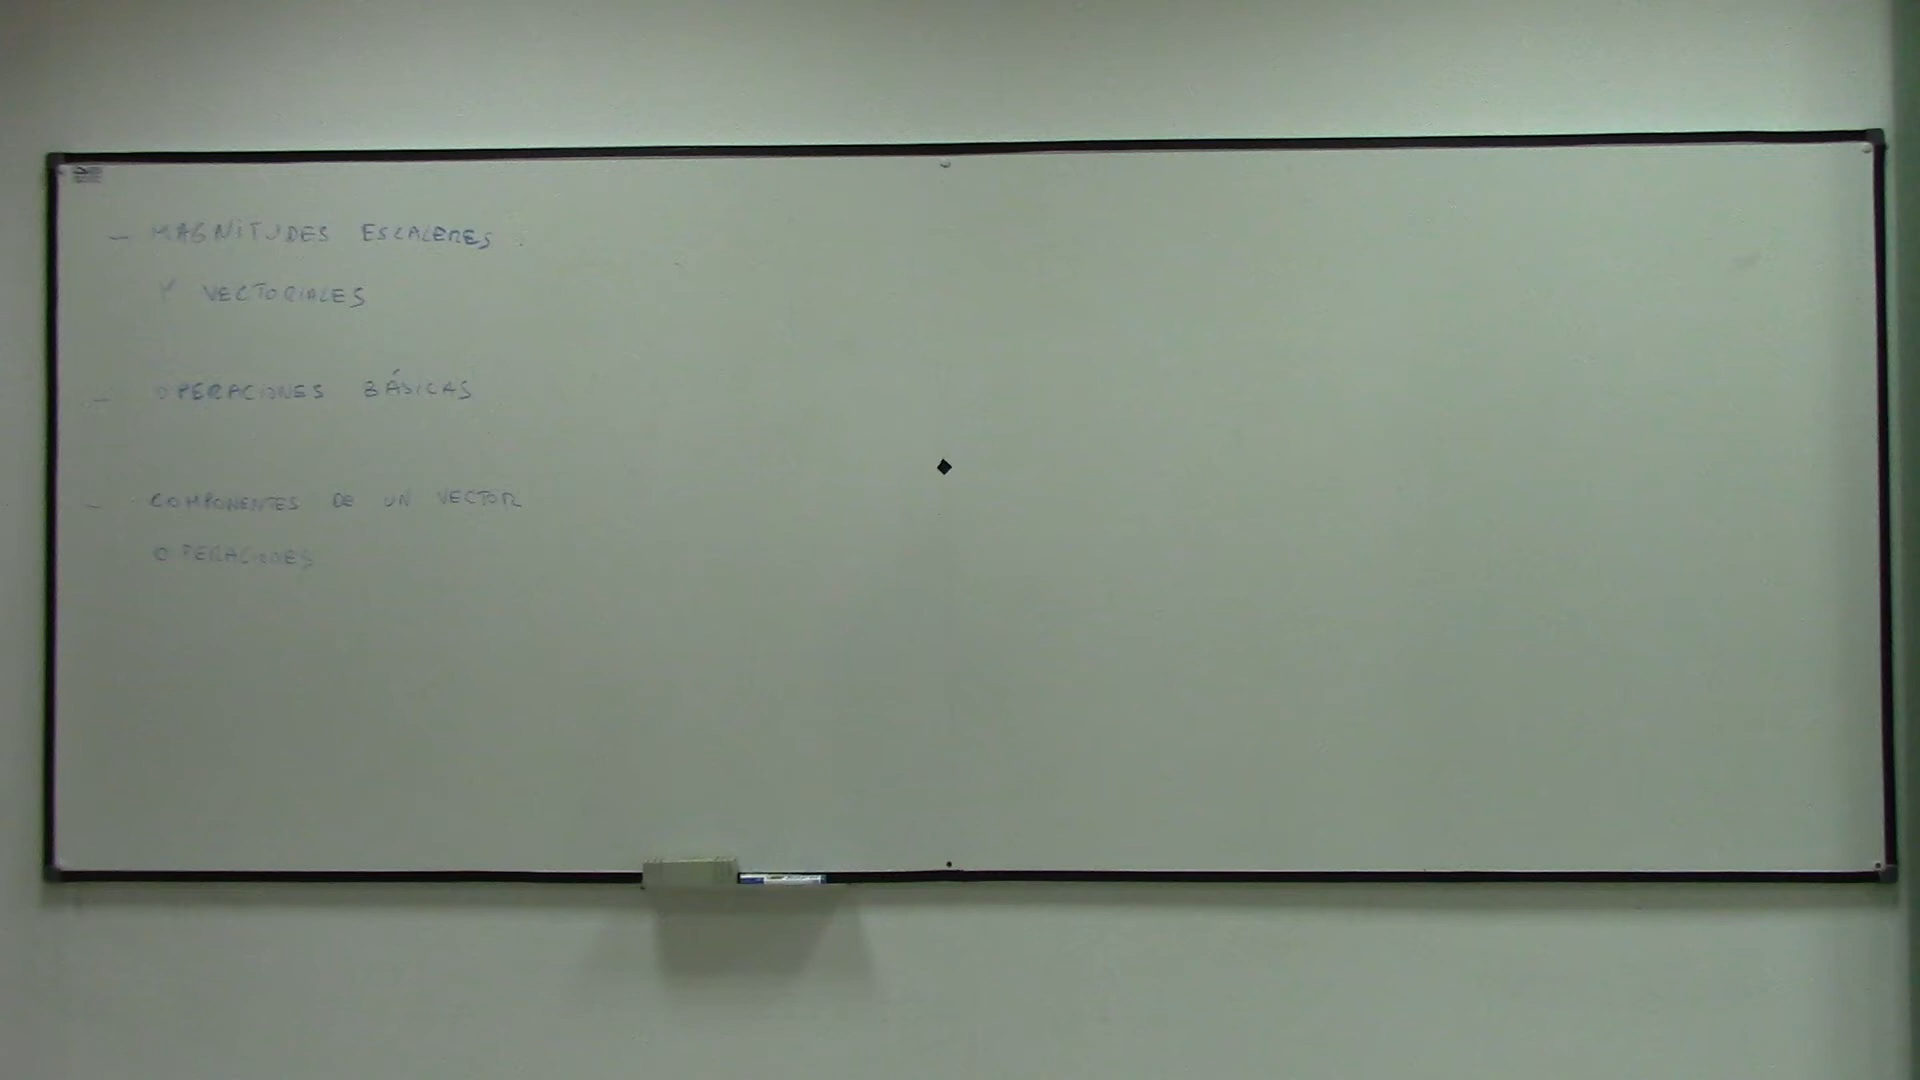 - MAGNITUDES ESCALERES
Y VECTORIALES
- OPERACIONES BÁSICAS
- COMPONENTES DE UN VECTOR
OPERACIONES